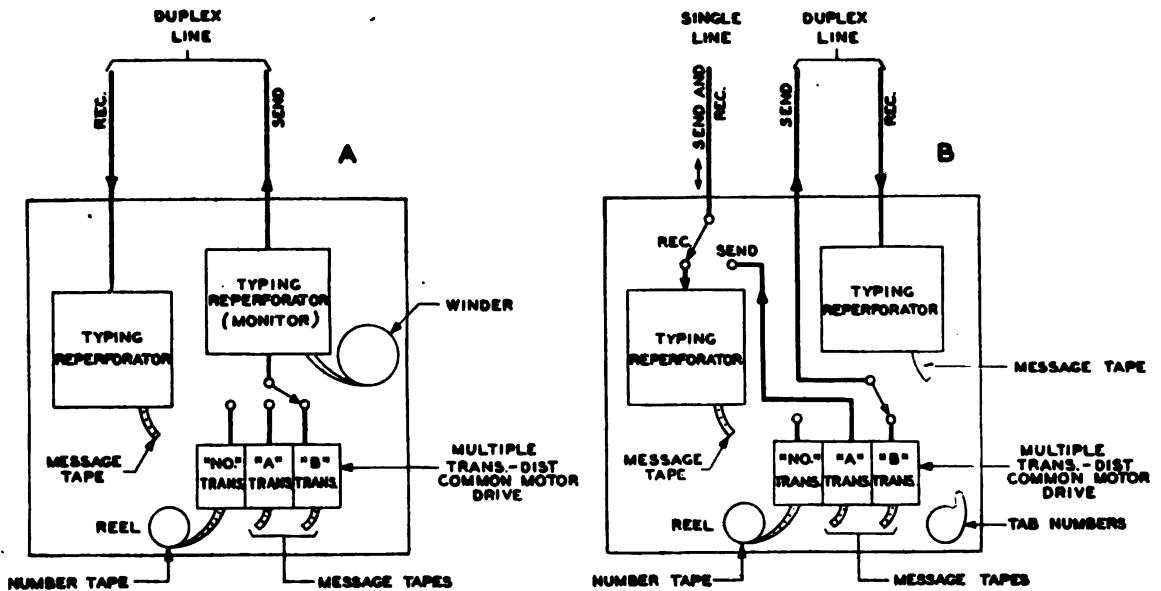 DUPLEX
LINE
REC.
SEND
A
TYPING
REPERFORATOR
(MONITOR)
WINDER
TYPING
REPERFORATOR
MESSAGE
TAPE
"NO."
TRANS.
"A"
TRANS
"B"
TRANS.
MULTIPLE
TRANS.-DIST
COMMON MOTOR
DRIVE
REEL
NUMBER TAPE
MESSAGE TAPES
SINGLE
LINE
DUPLEX
LINE
SEND AND
REC.
SEND
REC.
B
REC.
SEND
TYPING
REPERFORATOR
TYPING
REPERFORATOR
MESSAGE TAPE
MESSAGE
TAPE
"NO."
TRANS.
"A"
TRANS.
"B"
TRANS.
MULTIPLE
TRANS.-DIST
COMMON MOTOR
DRIVE
REEL
TAB NUMBERS
NUMBER TAPE
MESSAGE TAPES